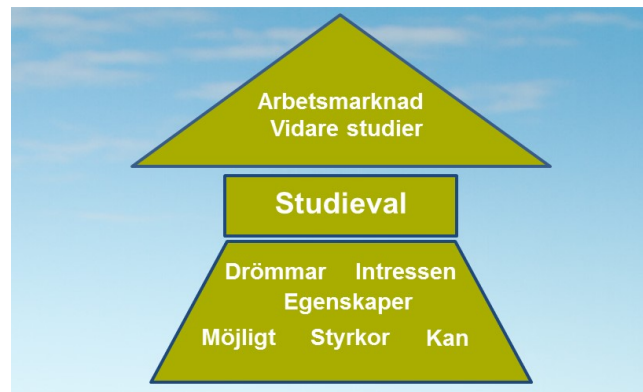 Arbetsmarknad
Vidare studier
Studieval
Drömmar Intressen
Egenskaper
Möjligt Styrkor Kan